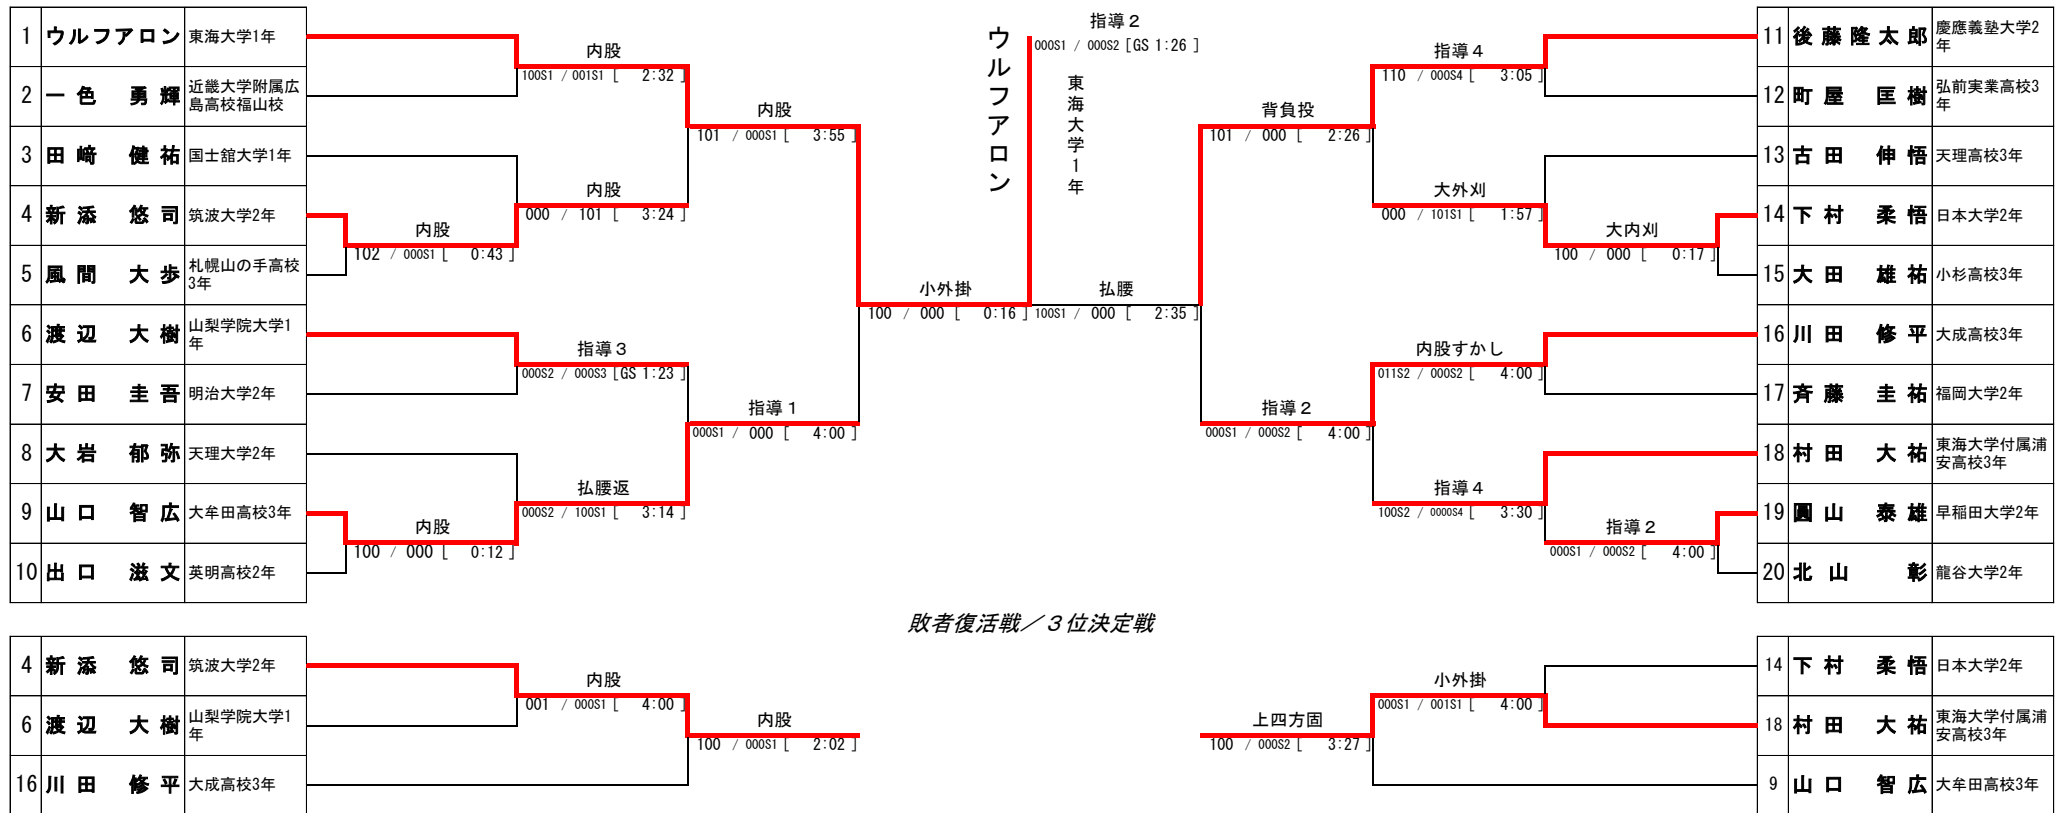 1 ウルフアロン 東海大学1年
2 一色 勇輝 近畿大学附属広
島高校福山校
3 田﨑 健祐 国士舘大学1年
4 新添 悠司 筑波大学2年
5 風間 大歩 札幌山の手高校
3年
6 渡辺 大樹 山梨学院大学1
年
7 安田 圭吾 明治大学2年
8 大岩 郁弥 天理大学2年
9 山口 智広 大牟田高校3年
10 出口 滋文 英明高校2年
内股
100S1 / 001S1 [ 2:32 ]
内股
102 / 000S1 [ 0:43 ]
内股
000 / 101 [ 3:24 ]
内股
101 / 000S1 [ 3:55 ]
指導3
000S2 / 000S3 [GS 1:23 ]
内股
100 / 000 [ 0:12 ]
払腰返
000S2 / 100S1 [ 3:14 ]
指導1
000S1 / 000 [ 4:00 ]
小外掛
100 / 000 [ 0:16 ]
ウルフアロン
東海大学1年
指導2
000S1 / 000S2 [GS 1:26 ]
払腰
100S1 / 000 [ 2:35 ]
背負投
101 / 000 [ 2:26 ]
指導4
110 / 000S4 [ 3:05 ]
大外刈
000 / 101S1 [ 1:57 ]
大内刈
100 / 000 [ 0:17 ]
内股すかし
011S2 / 000S2 [ 4:00 ]
指導2
000S1 / 000S2 [ 4:00 ]
指導4
100S2 / 0000S4 [ 3:30 ]
指導2
000S1 / 000S2 [ 4:00 ]
11 後藤隆太郎 慶應義塾大学2
年
12 町屋 匡樹 弘前実業高校3
年
13 古田 伸悟 天理高校3年
14 下村 柔悟 日本大学2年
15 大田 雄祐 小杉高校3年
16 川田 修平 大成高校3年
17 斉藤 圭祐 福岡大学2年
18 村田 大祐 東海大学付属浦
安高校3年
19 圓山 泰雄 早稲田大学2年
20 北山 彰 龍谷大学2年
敗者復活戦／3位決定戦
4 新添 悠司 筑波大学2年
6 渡辺 大樹 山梨学院大学1
年
16 川田 修平 大成高校3年
内股
001 / 000S1 [ 4:00 ]
内股
100 / 000S1 [ 2:02 ]
上四方固
100 / 000S2 [ 3:27 ]
小外掛
000S1 / 001S1 [ 4:00 ]
14 下村 柔悟 日本大学2年
18 村田 大祐 東海大学付属浦
安高校3年
9 山口 智広 大牟田高校3年